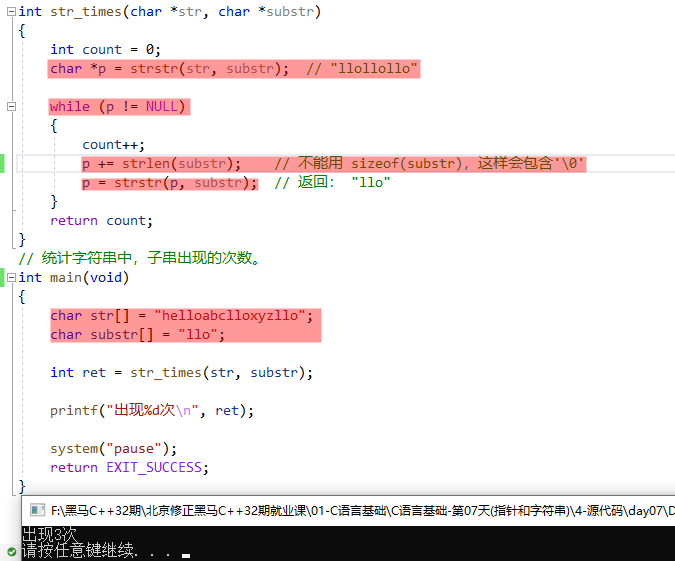 int str_times(char *str, char *substr)
{
    int count = 0;
    char *p = strstr(str, substr);  // "llollollo"
    while (p != NULL)
    {
        count++;
        p += strlen(substr);    // 不能用 sizeof(substr), 这样会包含'\0'
        p = strstr(p, substr);  // 返回: "llo"
    }
    return count;
}
// 统计字符串中，子串出现的次数。
int main(void)
{
    char str[] = "helloabclloxyzllo";
    char substr[] = "llo";
    int ret = str_times(str, substr);
    printf("出现%d次\n", ret);
    system("pause");
    return EXIT_SUCCESS;
}
F:\黑马C++32期\北京修正黑马C++32期就业课\01-C语言基础\C语言基础-第07天(指针和字符串)\4-源代码\day07\D
出现3次
请按任意键继续. . .